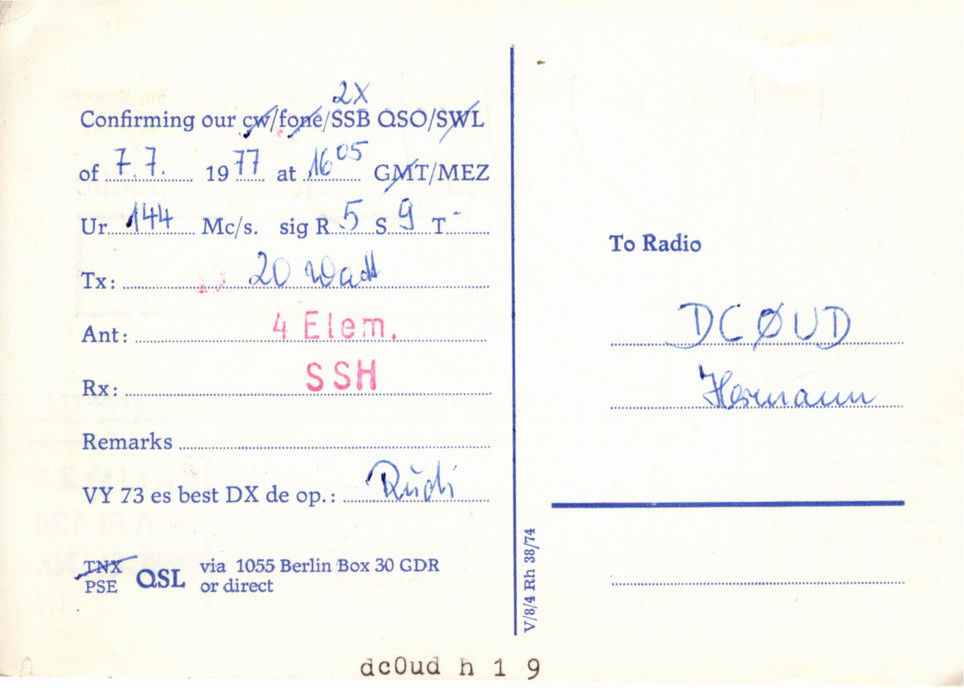 2X
Confirming our cw/fone/SSB QSO/SWL
of 7.7. 1977 at 16 05 GMT/MEZ
Ur 144 Mc/s. sig R 5 S 9 T -
Tx: 20 Watt
Ant: 4 Elem.
Rx: SSH
Remarks
VY 73 es best DX de op.: Rudi
TNX
PSE QSL via 1055 Berlin Box 30 GDR
or direct
V/8/4 Rh 38/74
To Radio
DCØUD
Hermann
dc0ud h 1 9